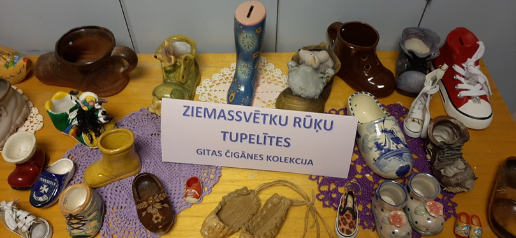 ZIEMASSVĒTKU RŪĶU
TUPELĪTES
GITAS ČIGĀNES KOLEKCIJA